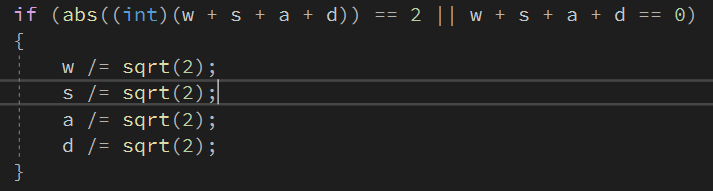 if (abs((int)(w + s + a + d)) == 2 || w + s + a + d == 0)
{
    w /= sqrt(2);
    s /= sqrt(2);
    a /= sqrt(2);
    d /= sqrt(2);
}